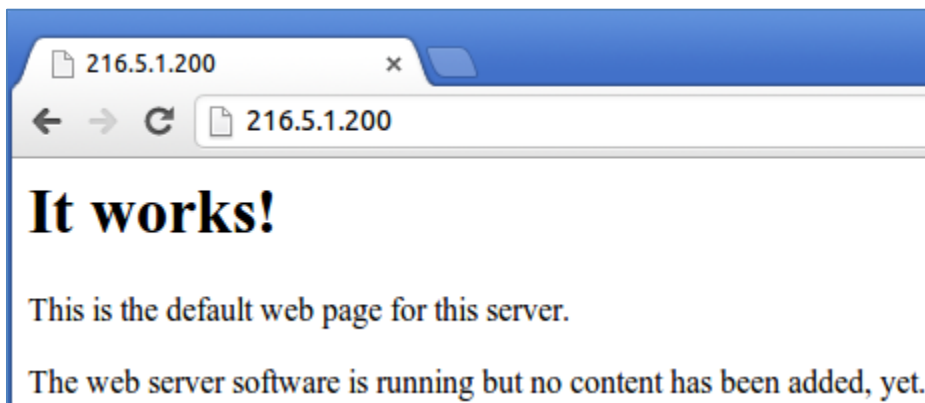 216.5.1.200
216.5.1.200
It works!
This is the default web page for this server.
The web server software is running but no content has been added, yet.